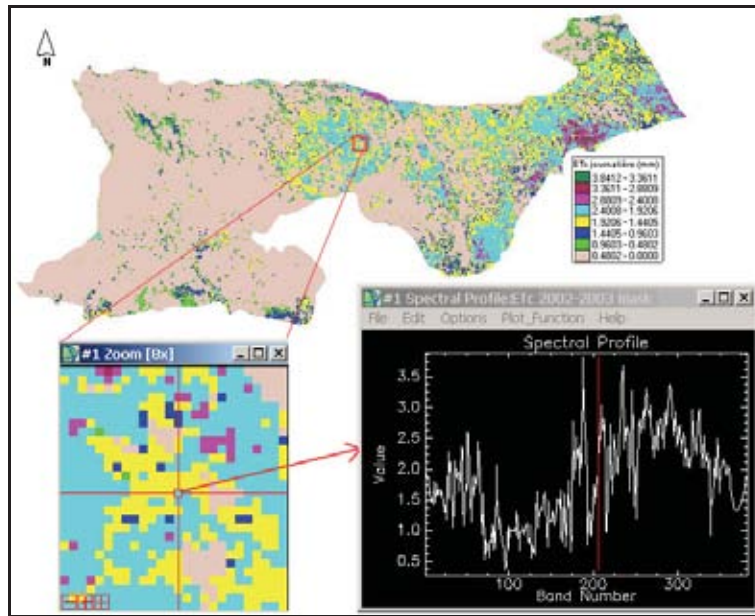 N
ETc journalière (mm)
3.8412 - 3.3611
3.3611 - 2.8809
2.8809 - 2.4008
2.4008 - 1.9206
1.9206 - 1.4405
1.4405 - 0.9603
0.9603 - 0.4802
0.4802 - 0.0000
#1 Zoom [8x]
#1 Spectral Profile:ETc 2002-2003 mask
File Edit Options Plot_Function Help
Spectral Profile
Value
3.5
3.0
2.5
2.0
1.5
1.0
0.5
100 200 300
Band Number